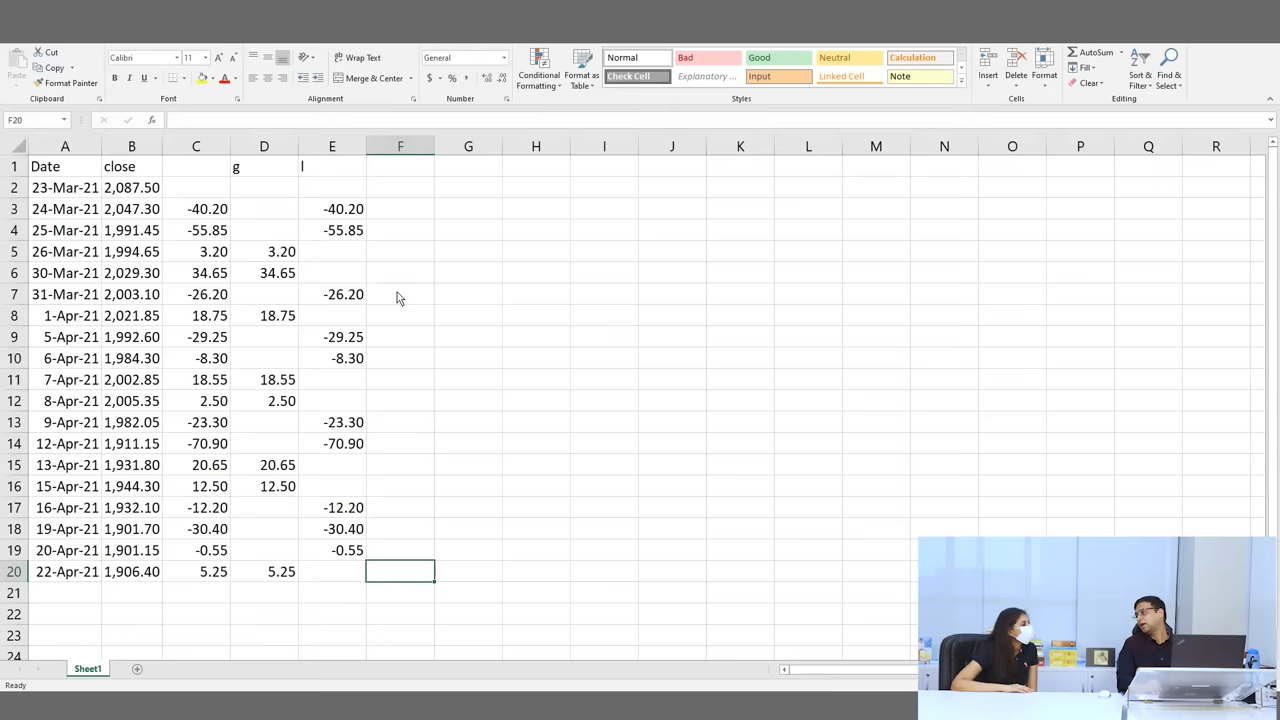 Cut
Copy
Format Painter
Paste
Clipboard
Calibri 11
B I U
Font
Wrap Text
Merge & Center
Alignment
General
$ % ,
Number
Conditional Formatting
Format as Table
Normal Bad Good Neutral Calculation
Check Cell Explanary ... Input Linked Cell Note
Styles
Insert Delete Format
Cells
AutoSum
Fill
Clear
Sort & Filter
Find & Select
Editing
F20 fx
A B C D E F G H I J K L M N O P Q R
1 Date close g l
2 23-Mar-21 2,087.50
3 24-Mar-21 2,047.30 -40.20 -40.20
4 25-Mar-21 1,991.45 -55.85 -55.85
5 26-Mar-21 1,994.65 3.20 3.20
6 30-Mar-21 2,029.30 34.65 34.65
7 31-Mar-21 2,003.10 -26.20 -26.20
8 1-Apr-21 2,021.85 18.75 18.75
9 5-Apr-21 1,992.60 -29.25 -29.25
10 6-Apr-21 1,984.30 -8.30 -8.30
11 7-Apr-21 2,002.85 18.55 18.55
12 8-Apr-21 2,005.35 2.50 2.50
13 9-Apr-21 1,982.05 -23.30 -23.30
14 12-Apr-21 1,911.15 -70.90 -70.90
15 13-Apr-21 1,931.80 20.65 20.65
16 15-Apr-21 1,944.30 12.50 12.50
17 16-Apr-21 1,932.10 -12.20 -12.20
18 19-Apr-21 1,901.70 -30.40 -30.40
19 20-Apr-21 1,901.15 -0.55 -0.55
20 22-Apr-21 1,906.40 5.25 5.25
21
22
23
24
Sheet1
Ready